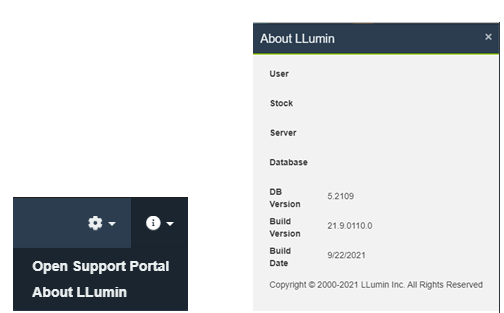 Open Support Portal
About LLumin
About LLumin ×
User
Stock
Server
Database
DB
Version 5.2109
Build
Version 21.9.0110.0
Build
Date 9/22/2021
Copyright © 2000-2021 LLumin Inc. All Rights Reserved